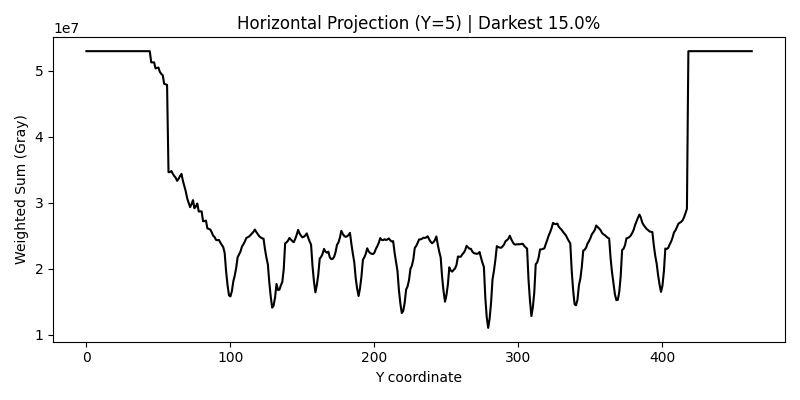 Horizontal Projection (Y=5) | Darkest 15.0%
1e7
5
4
3
2
1
Weighted Sum (Gray)
0 100 200 300 400
Y coordinate